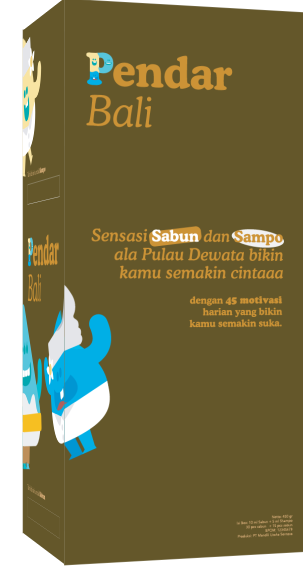 Pendar
Bali
Sensasi Sabun dan Sampo
ala Pulau Dewata bikin
kamu semakin cintaaa
dengan 45 motivasi
harian yang bikin
kamu semakin suka.
Pendar
Bali